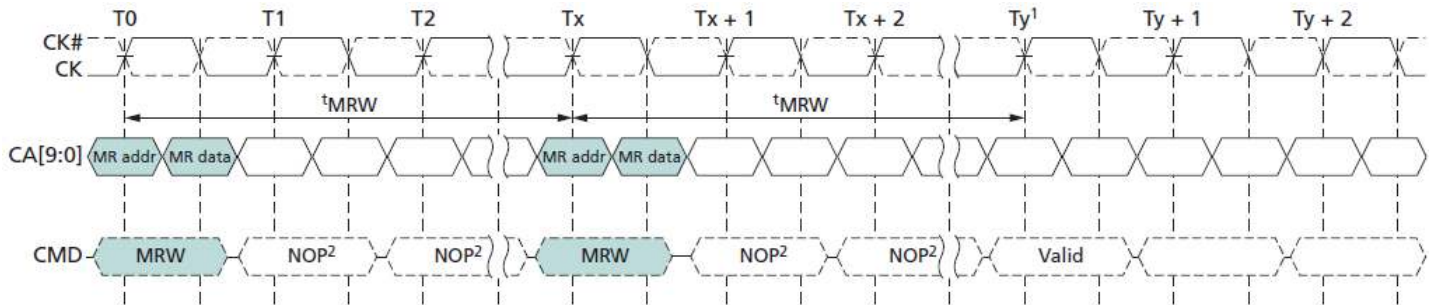 T0 T1 T2 Tx Tx + 1 Tx + 2 Ty¹ Ty + 1 Ty + 2
CK#
CK
ᵗMRW ᵗMRW
CA[9:0] MR addr MR data MR addr MR data
CMD MRW NOP² NOP² MRW NOP² NOP² Valid